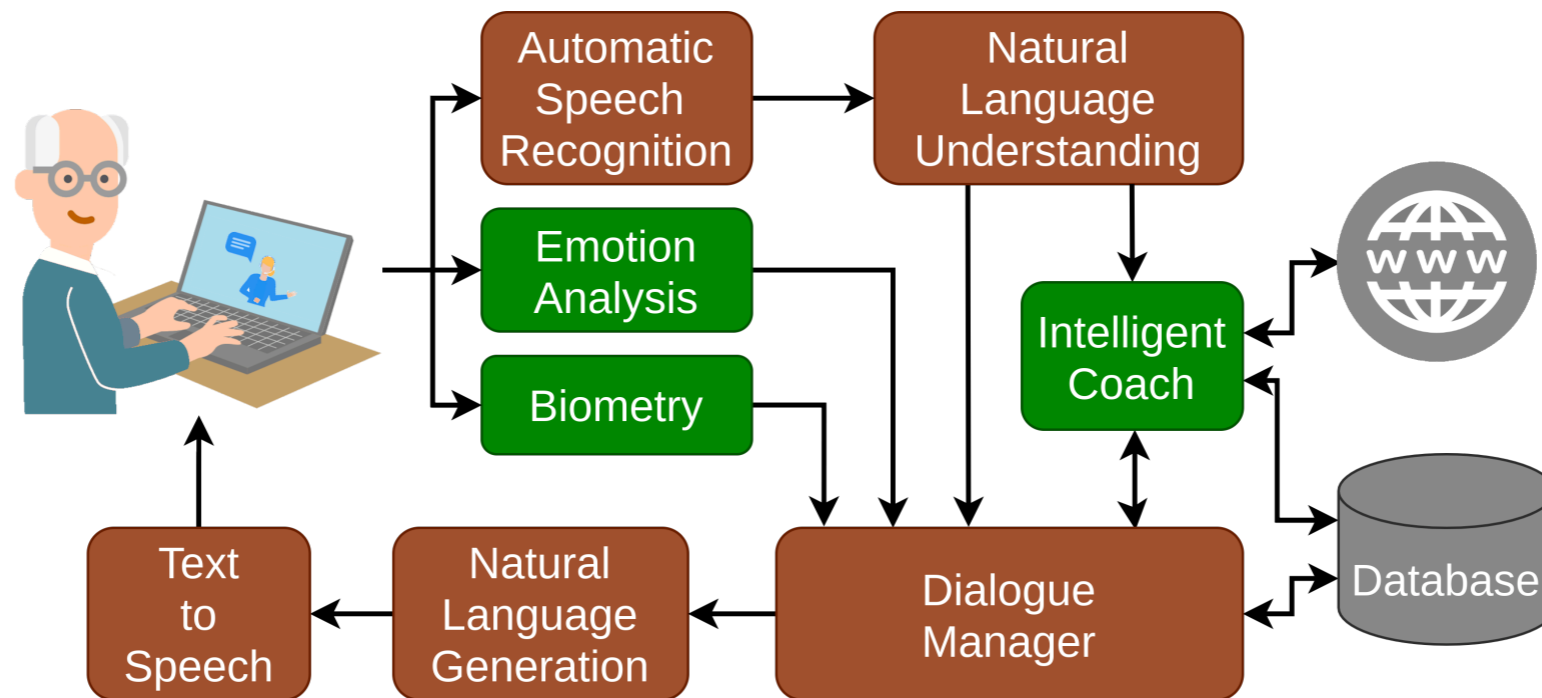 Automatic
Speech
Recognition
Natural
Language
Understanding
Emotion
Analysis
Biometry
Intelligent
Coach
WWW
Text
to
Speech
Natural
Language
Generation
Dialogue
Manager
Database